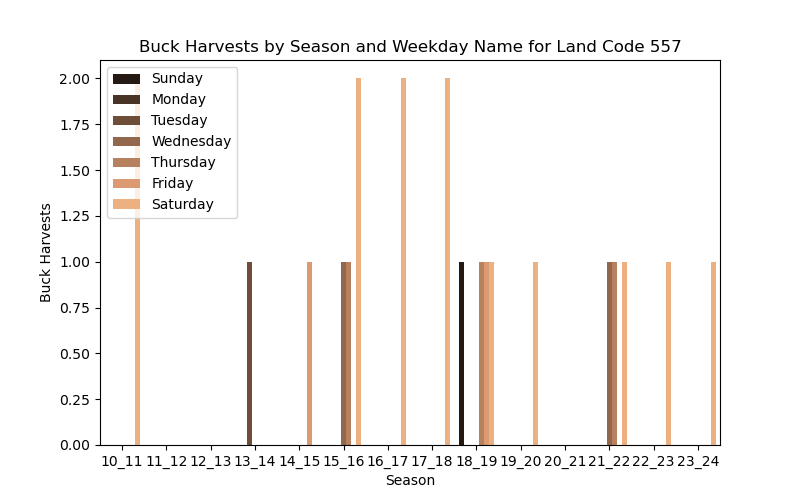 Buck Harvests by Season and Weekday Name for Land Code 557
Buck Harvests
2.00
1.75
1.50
1.25
1.00
0.75
0.50
0.25
0.00
Sunday
Monday
Tuesday
Wednesday
Thursday
Friday
Saturday
10_11 11_12 12_13 13_14 14_15 15_16 16_17 17_18 18_19 19_20 20_21 21_22 22_23 23_24
Season